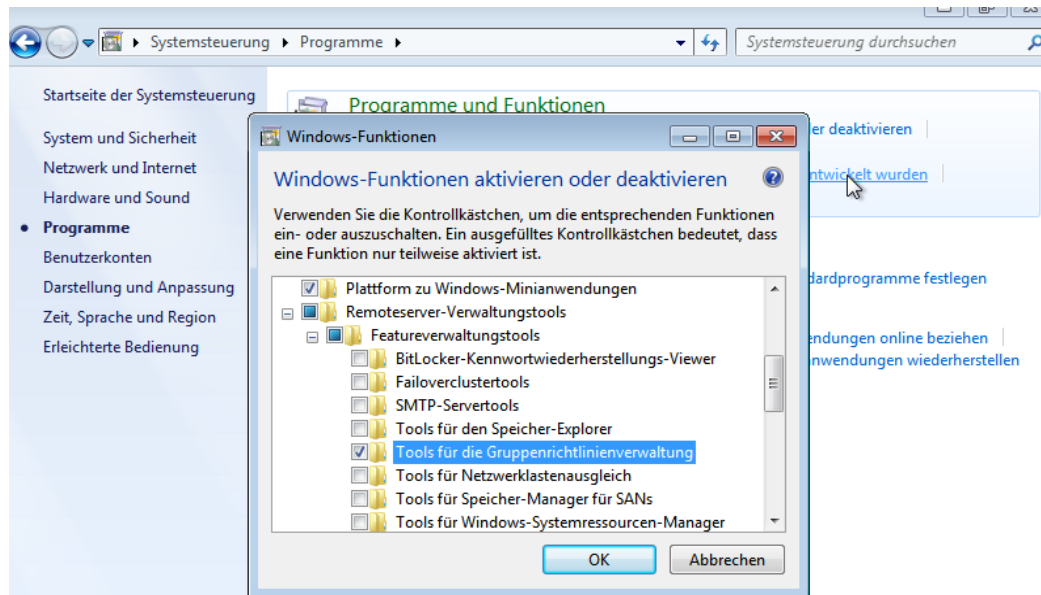 Systemsteuerung Programme
Systemsteuerung durchsuchen
Startseite der Systemsteuerung
System und Sicherheit
Netzwerk und Internet
Hardware und Sound
Programme
Benutzerkonten
Darstellung und Anpassung
Zeit, Sprache und Region
Erleichterte Bedienung
Programme und Funktionen
deaktivieren
wurden
festlegen
online beziehen
wiederherstellen
Windows-Funktionen
Windows-Funktionen aktivieren oder deaktivieren
Verwenden Sie die Kontrollkästchen, um die entsprechenden Funktionen
ein- oder auszuschalten. Ein ausgefülltes Kontrollkästchen bedeutet, dass
eine Funktion nur teilweise aktiviert ist.
Plattform zu Windows-Minianwendungen
Remoteserver-Verwaltungstools
Featureverwaltungstools
BitLocker-Kennwortwiederherstellungs-Viewer
Failoverclustertools
SMTP-Servertools
Tools für den Speicher-Explorer
Tools für die Gruppenrichtlinienverwaltung
Tools für Netzwerklastenausgleich
Tools für Speicher-Manager für SANs
Tools für Windows-Systemressourcen-Manager
OK Abbrechen